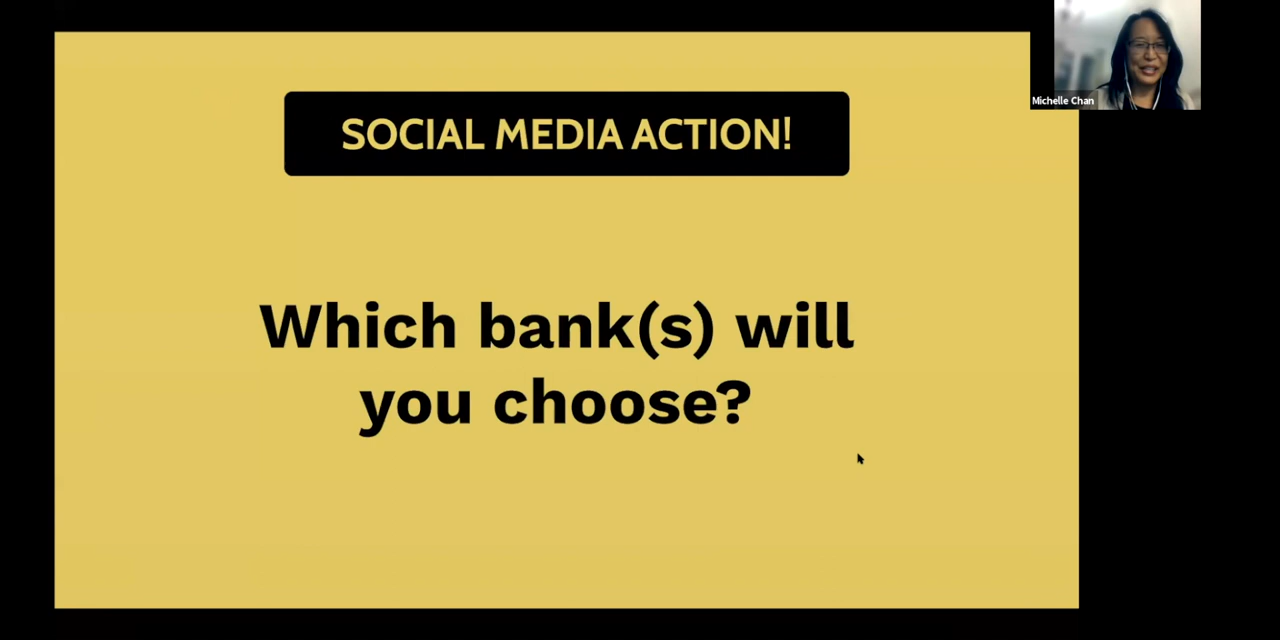 SOCIAL MEDIA ACTION!
Michelle Chan
Which bank(s) will
you choose?